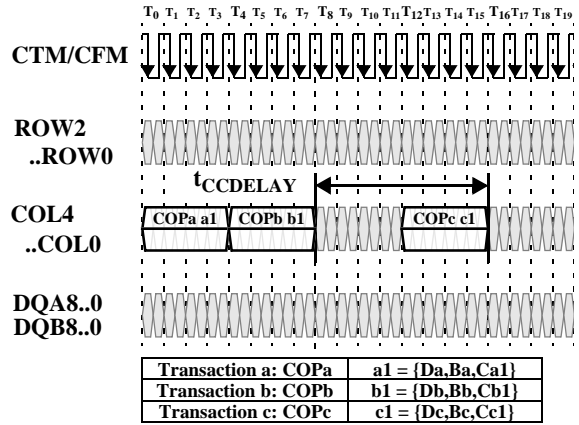 T0 T1 T2 T3 T4 T5 T6 T7 T8 T9 T10 T11 T12 T13 T14 T15 T16 T17 T18 T19
CTM/CFM
ROW2
..ROW0
tCCDELAY
COL4
..COL0
COPa a1 COPb b1 COPc c1
DQA8..0
DQB8..0
Transaction a: COPa a1 = {Da,Ba,Ca1}
Transaction b: COPb b1 = {Db,Bb,Cb1}
Transaction c: COPc c1 = {Dc,Bc,Cc1}